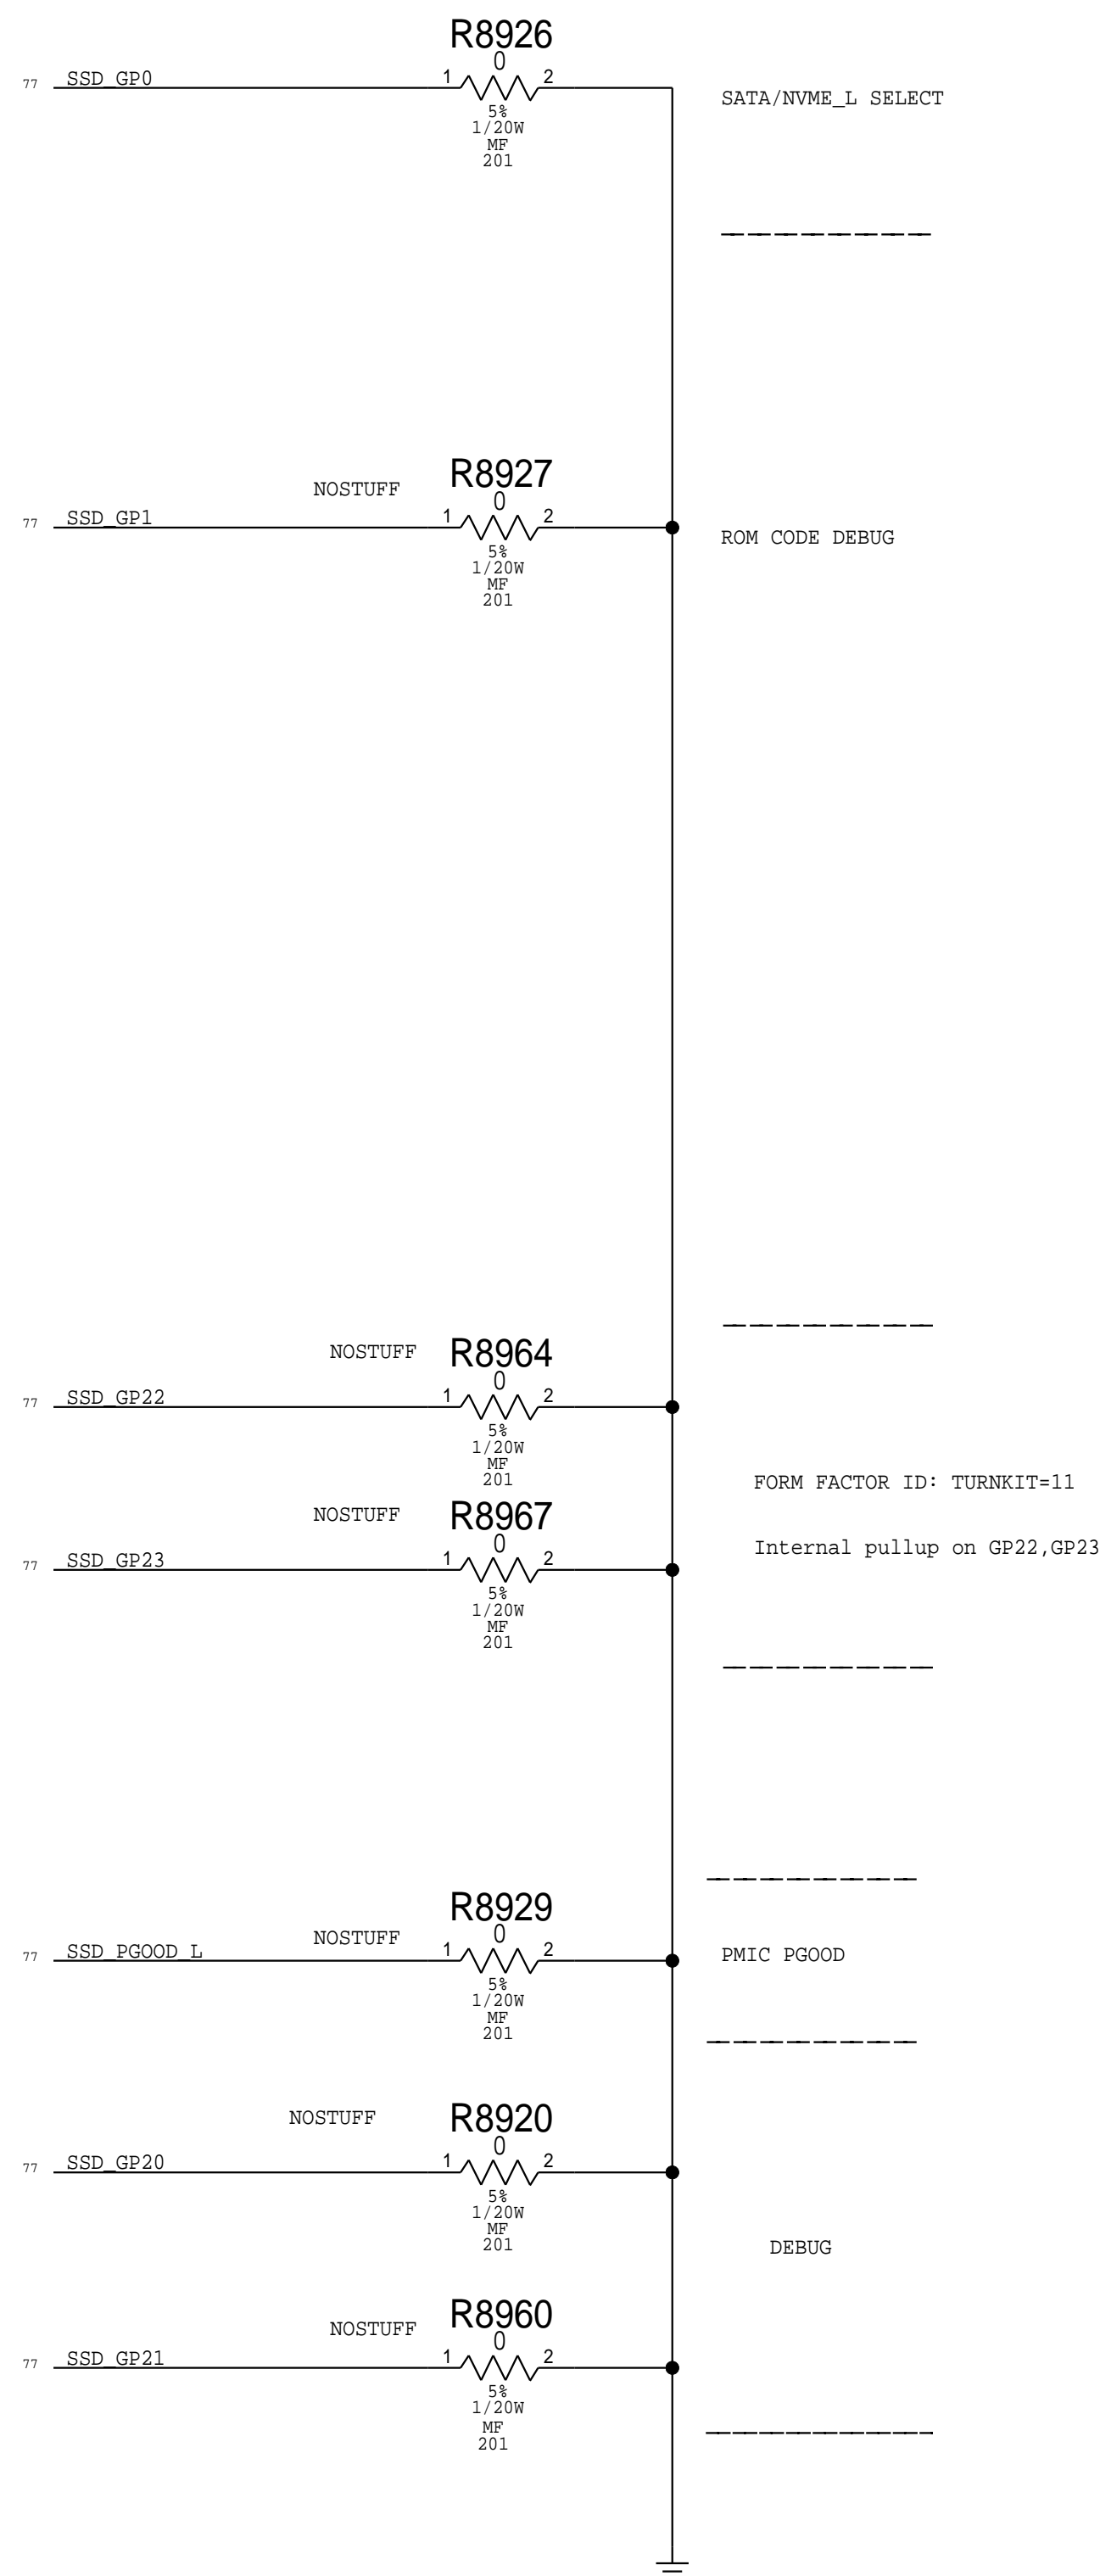 R8926
0
77 SSD_GP0 1 2
SATA/NVME_L SELECT
5%
1/20W
MF
201
R8927
NOSTUFF
0
77 SSD_GP1 1 2
ROM CODE DEBUG
5%
1/20W
MF
201
NOSTUFF R8964
0
77 SSD_GP22 1 2
5%
1/20W
MF
201
FORM FACTOR ID: TURNKIT=11
NOSTUFF R8967
0
Internal pullup on GP22,GP23
77 SSD_GP23 1 2
5%
1/20W
MF
201
R8929
NOSTUFF
0
77 SSD_PGOOD_L 1 2
PMIC PGOOD
5%
1/20W
MF
201
NOSTUFF R8920
0
77 SSD_GP20 1 2
5%
1/20W
MF
201
DEBUG
R8960
NOSTUFF
0
77 SSD_GP21 1 2
5%
1/20W
MF
201